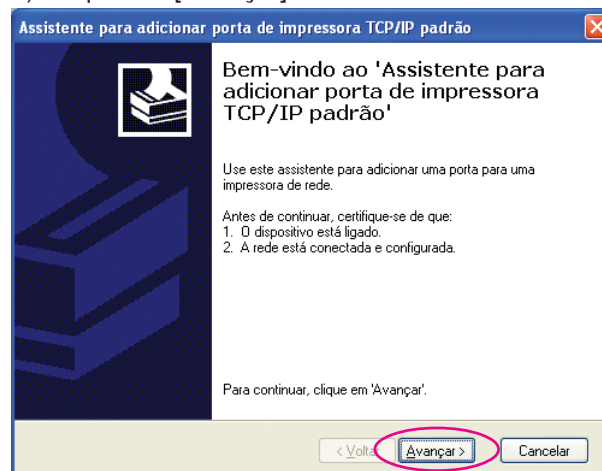 Assistente para adicionar porta de impressora TCP/IP padrão
Bem-vindo ao 'Assistente para
adicionar porta de impressora
TCP/IP padrão'
Use este assistente para adicionar uma porta para uma
impressora de rede.
Antes de continuar, certifique-se de que:
1. O dispositivo está ligado.
2. A rede está conectada e configurada.
Para continuar, clique em 'Avançar'.
Avançar > Cancelar